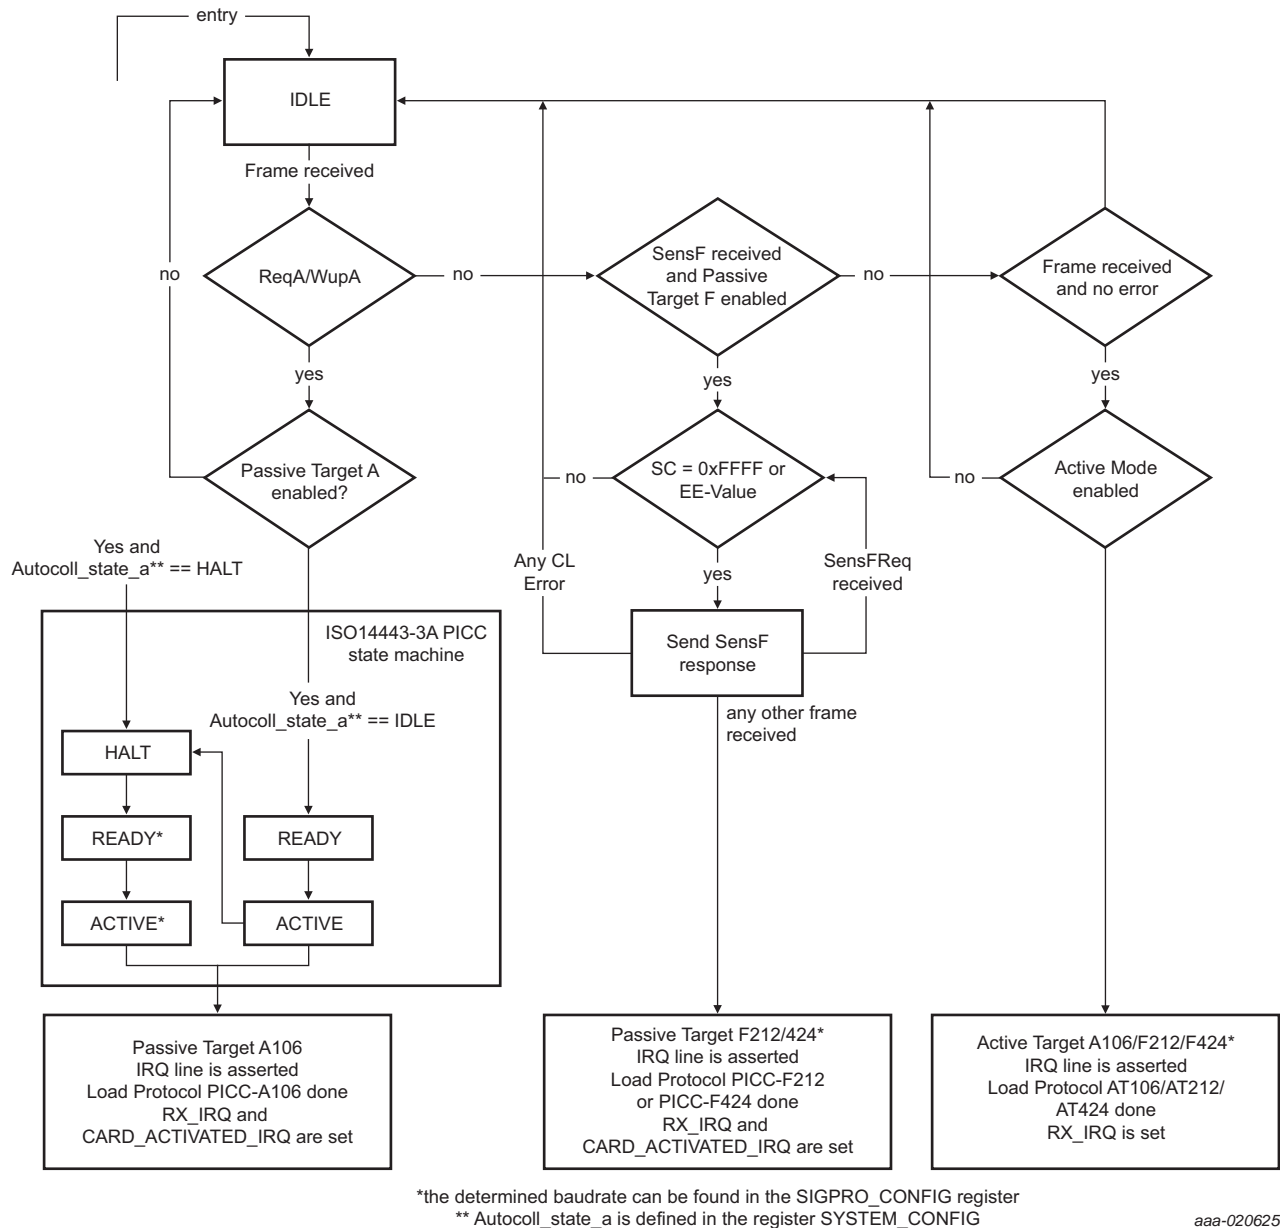 entry
IDLE
Frame received
no
ReqA/WupA
no
SensF received
and Passive
Target F enabled
no
Frame received
and no error
yes
yes
yes
Passive Target A
enabled?
no
SC = 0xFFFF or
EE-Value
no
Active Mode
enabled
Yes and
Autocoll_state_a** == HALT
Any CL
Error
yes
SensFReq
received
ISO14443-3A PICC
state machine
Send SensF
response
Yes and
Autocoll_state_a** == IDLE
any other frame
received
HALT
READY*
READY
ACTIVE*
ACTIVE
Passive Target A106
IRQ line is asserted
Load Protocol PICC-A106 done
RX_IRQ and
CARD_ACTIVATED_IRQ are set
Passive Target F212/424*
IRQ line is asserted
Load Protocol PICC-F212
or PICC-F424 done
RX_IRQ and
CARD_ACTIVATED_IRQ are set
Active Target A106/F212/F424*
IRQ line is asserted
Load Protocol AT106/AT212/
AT424 done
RX_IRQ is set
*the determined baudrate can be found in the SIGPRO_CONFIG register
** Autocoll_state_a is defined in the register SYSTEM_CONFIG
aaa-020625